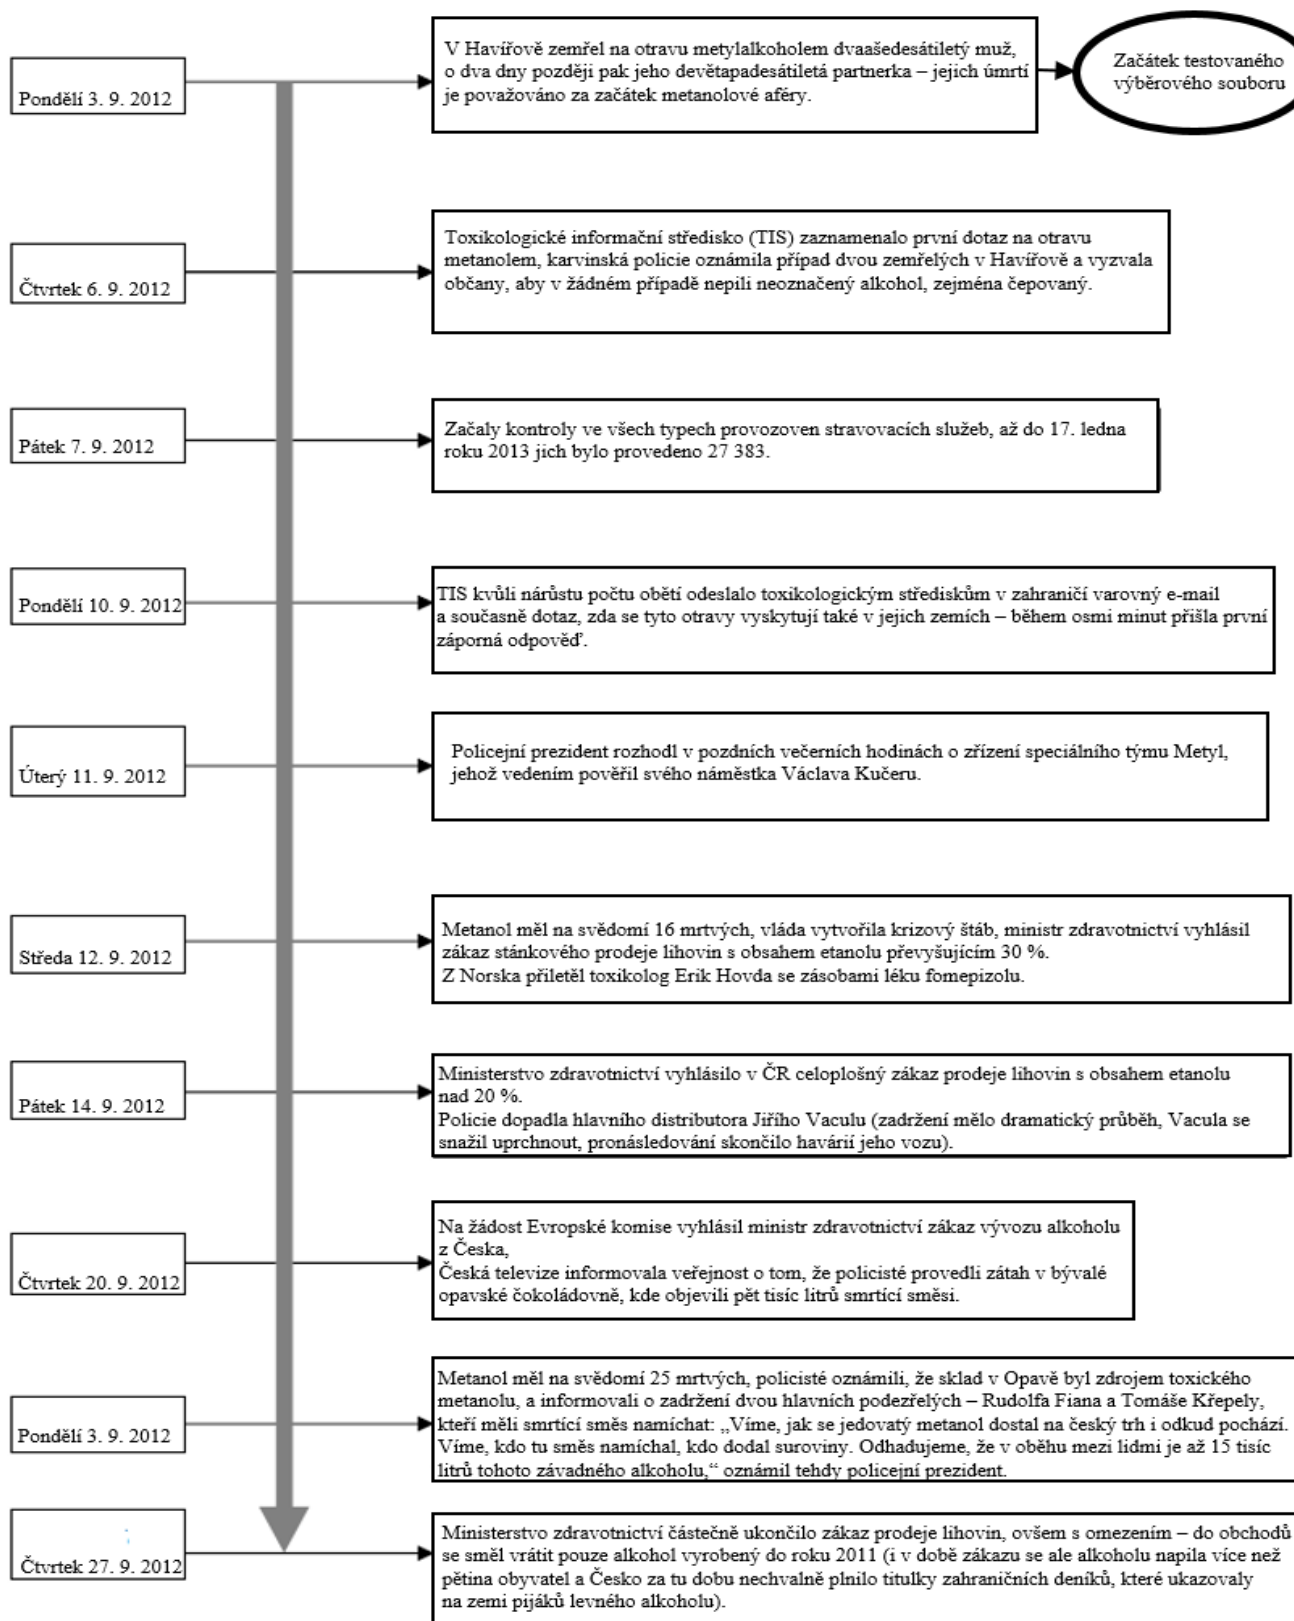 Pondělí 3. 9. 2012
V Havířově zemřel na otravu metylalkoholem dvaašedesátiletý muž,
o dva dny později pak jeho devětapadesátiletá partnerka – jejich úmrtí
je považováno za začátek metanolové aféry.
Začátek testovaného
výběrového souboru
Čtvrtek 6. 9. 2012
Toxikologické informační středisko (TIS) zaznamenalo první dotaz na otravu
metanolem, karvinská policie oznámila případ dvou zemřelých v Havířově a vyzvala
občany, aby v žádném případě nepili neoznačený alkohol, zejména čepovaný.
Pátek 7. 9. 2012
Začaly kontroly ve všech typech provozoven stravovacích služeb, až do 17. ledna
roku 2013 jich bylo provedeno 27 383.
Pondělí 10. 9. 2012
TIS kvůli nárůstu počtu obětí odeslalo toxikologickým střediskům v zahraničí varovný e-mail
a současně dotaz, zda se tyto otravy vyskytují také v jejich zemích – během osmi minut přišla první
záporná odpověď.
Úterý 11. 9. 2012
Policejní prezident rozhodl v pozdních večerních hodinách o zřízení speciálního týmu Metyl,
jehož vedením pověřil svého náměstka Václava Kučeru.
Středa 12. 9. 2012
Metanol měl na svědomí 16 mrtvých, vláda vytvořila krizový štáb, ministr zdravotnictví vyhlásil
zákaz stánkového prodeje lihovin s obsahem etanolu převyšujícím 30 %.
Z Norska přiletěl toxikolog Erik Hovda se zásobami léku fomepizolu.
Pátek 14. 9. 2012
Ministerstvo zdravotnictví vyhlásilo v ČR celoplošný zákaz prodeje lihovin s obsahem etanolu
nad 20 %.
Policie dopadla hlavního distributora Jiřího Vaculu (zadržení mělo dramatický průběh, Vacula se
snažil uprchnout, pronásledování skončilo havárií jeho vozu).
Čtvrtek 20. 9. 2012
Na žádost Evropské komise vyhlásil ministr zdravotnictví zákaz vývozu alkoholu
z Česka,
Česká televize informovala veřejnost o tom, že policisté provedli zátah v bývalé
opavské čokoládovně, kde objevili pět tisíc litrů smrtící směsi.
Pondělí 3. 9. 2012
Metanol měl na svědomí 25 mrtvých, policisté oznámili, že sklad v Opavě byl zdrojem toxického
metanolu, a informovali o zadržení dvou hlavních podezřelých – Rudolfa Fiana a Tomáše Křepely,
kteří měli smrtící směs namíchat: „Víme, jak se jedovatý metanol dostal na český trh i odkud pochází.
Víme, kdo tu směs namíchal, kdo dodal suroviny. Odhadujeme, že v oběhu mezi lidmi je až 15 tisíc
litrů tohoto závadného alkoholu,“ oznámil tehdy policejní prezident.
Čtvrtek 27. 9. 2012
Ministerstvo zdravotnictví částečně ukončilo zákaz prodeje lihovin, ovšem s omezením – do obchodů
se směl vrátit pouze alkohol vyrobený do roku 2011 (i v době zákazu se ale alkoholu napila více než
pětina obyvatel a Česko za tu dobu nechvalně plnilo titulky zahraničních deníků, které ukazovaly
na zemi pijáků levného alkoholu).